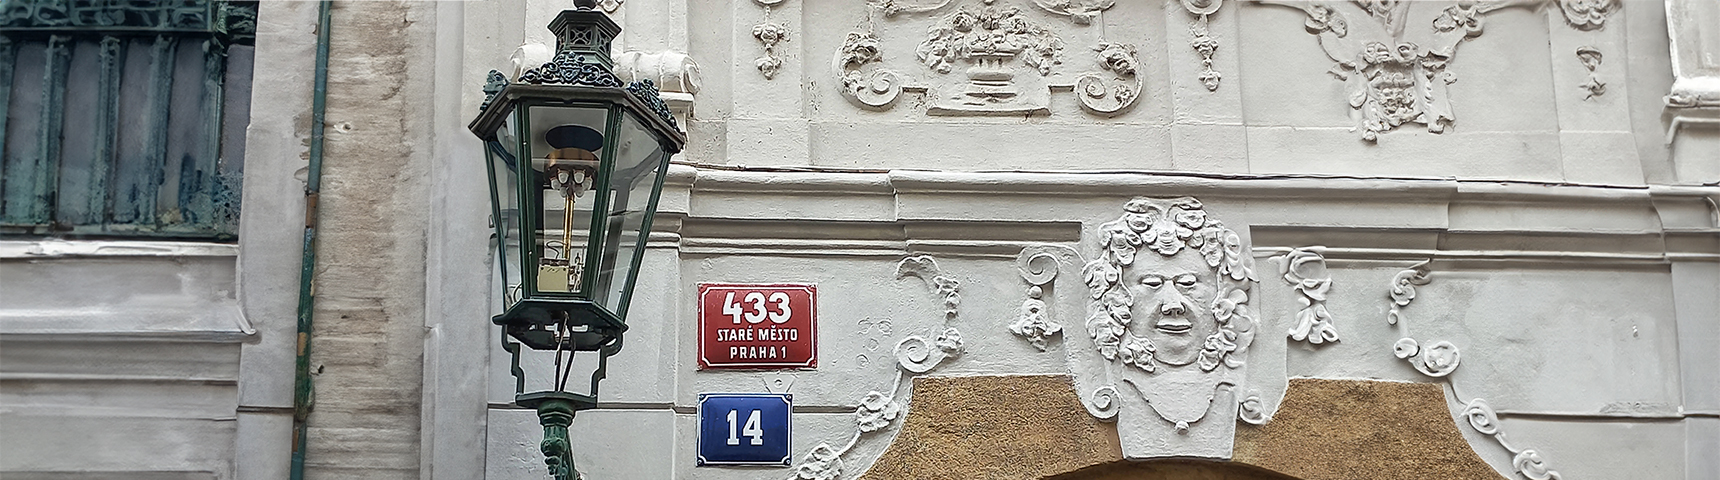 433
STARÉ MĚSTO
PRAHA 1
14